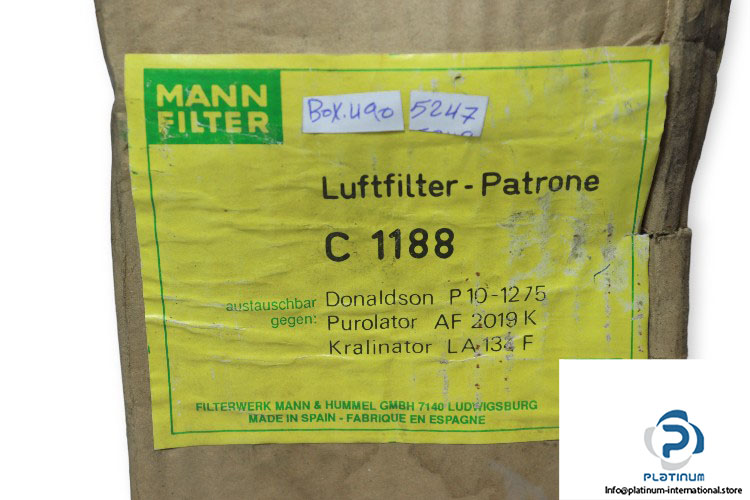 MANN
FILTER
Box.490
5247
Luftfilter - Patrone
C 1188
austauschbar
gegen:
Donaldson P 10-1275
Purolator AF 2019 K
Kralinator LA 134 F
FILTERWERK MANN & HUMMEL GMBH 7140 LUDWIGSBURG
MADE IN SPAIN - FABRIQUE EN ESPAGNE
PLATINUM
Info@platinum-international.store